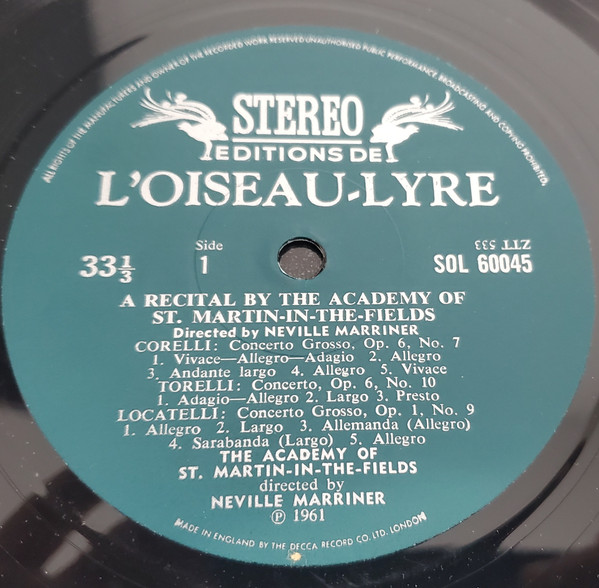 ALL RIGHTS OF THE MANUFACTURERS AND OWNER OF THE RECORDED WORK RESERVED UNAUTHORISED PUBLIC PERFORMANCE, BROADCASTING AND COPYING PROHIBITED.
STEREO
EDITIONS DE
L'OISEAU-LYRE
33⅓
Side
1
ZTT 533
SOL 60045
A RECITAL BY THE ACADEMY OF
ST. MARTIN-IN-THE-FIELDS
Directed by NEVILLE MARRINER
CORELLI: Concerto Grosso, Op. 6, No. 7
1. Vivace—Allegro—Adagio 2. Allegro
3. Andante largo 4. Allegro 5. Vivace
TORELLI: Concerto, Op. 6, No. 10
1. Adagio—Allegro 2. Largo 3. Presto
LOCATELLI: Concerto Grosso, Op. 1, No. 9
1. Allegro 2. Largo 3. Allemanda (Allegro)
4. Sarabanda (Largo) 5. Allegro
THE ACADEMY OF
ST. MARTIN-IN-THE-FIELDS
directed by
NEVILLE MARRINER
Ⓟ 1961
MADE IN ENGLAND BY THE DECCA RECORD CO. LTD. LONDON